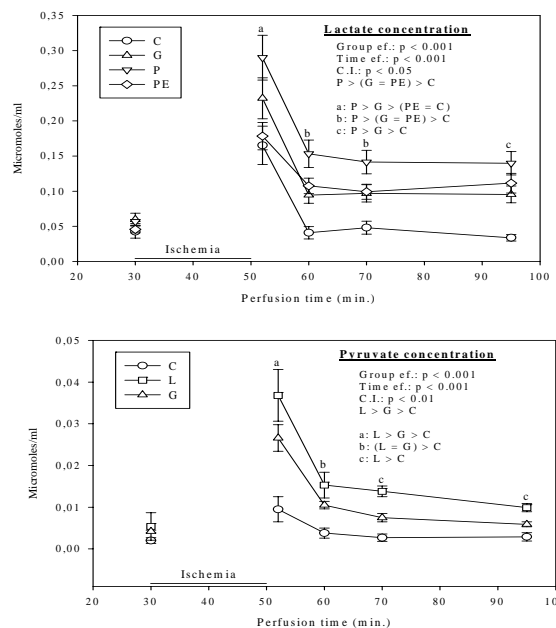 0,35
0,30
0,25
0,20
0,15
0,10
0,05
0,00
Micromoles/ml
C
G
P
PE
a
b
b
c
Lactate concentration
Group ef.: p < 0.001
Time ef.: p < 0.001
C.I.: p < 0.05
P > (G = PE) > C
a: P > G > (PE = C)
b: P > (G = PE) > C
c: P > G > C
Ischemia
20 30 40 50 60 70 80 90 100
Perfusion time (min.)
0,05
0,04
0,03
0,01
0,01
0,00
Micromoles/ml
C
L
G
a
b
c
c
Pyruvate concentration
Group ef.: p < 0.001
Time ef.: p < 0.001
C.I.: p < 0.01
L > G > C
a: L > G > C
b: (L = G) > C
c: L > C
Ischemia
20 30 40 50 60 70 80 90
Perfusion time (min.)